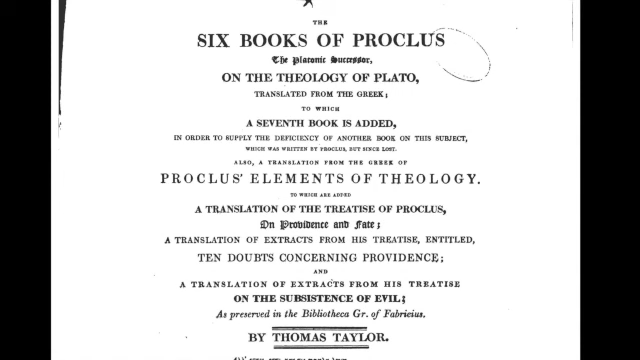 THE
SIX BOOKS OF PROCLUS
The Platonic Successor,
ON THE THEOLOGY OF PLATO,
TRANSLATED FROM THE GREEK;
TO WHICH
A SEVENTH BOOK IS ADDED,
IN ORDER TO SUPPLY THE DEFICIENCY OF ANOTHER BOOK ON THIS SUBJECT,
WHICH WAS WRITTEN BY PROCLUS, BUT SINCE LOST.
ALSO, A TRANSLATION FROM THE GREEK OF
PROCLUS' ELEMENTS OF THEOLOGY.
TO WHICH ARE ADDED
A TRANSLATION OF THE TREATISE OF PROCLUS,
On Providence and Fate;
A TRANSLATION OF EXTRACTS FROM HIS TREATISE, ENTITLED,
TEN DOUBTS CONCERNING PROVIDENCE;
AND
A TRANSLATION OF EXTRACTS FROM HIS TREATISE
ON THE SUBSISTENCE OF EVIL;
As preserved in the Bibliotheca Gr. of Fabricius.
BY THOMAS TAYLOR.